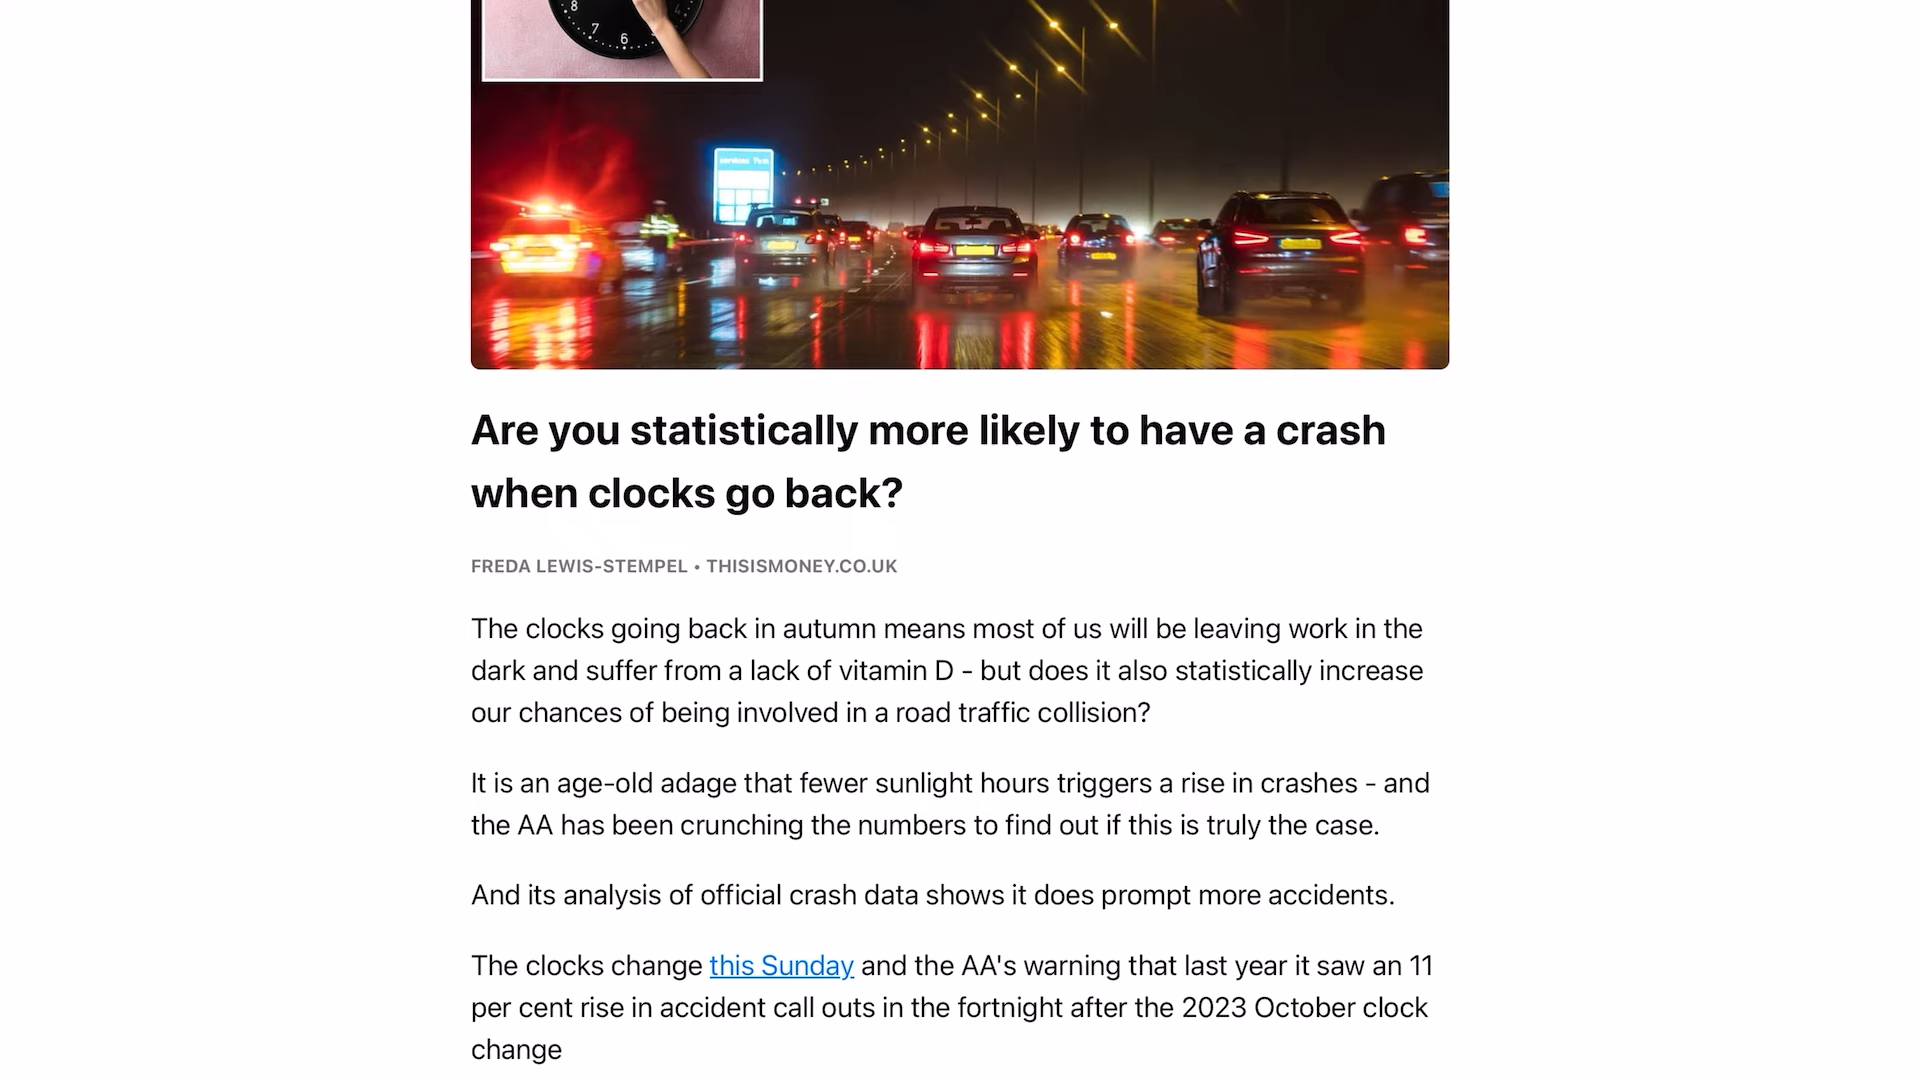 8
7
6
4
services 7m
Are you statistically more likely to have a crash
when clocks go back?
FREDA LEWIS-STEMPEL • THISISMONEY.CO.UK
The clocks going back in autumn means most of us will be leaving work in the
dark and suffer from a lack of vitamin D - but does it also statistically increase
our chances of being involved in a road traffic collision?
It is an age-old adage that fewer sunlight hours triggers a rise in crashes - and
the AA has been crunching the numbers to find out if this is truly the case.
And its analysis of official crash data shows it does prompt more accidents.
The clocks change this Sunday and the AA's warning that last year it saw an 11
per cent rise in accident call outs in the fortnight after the 2023 October clock
change